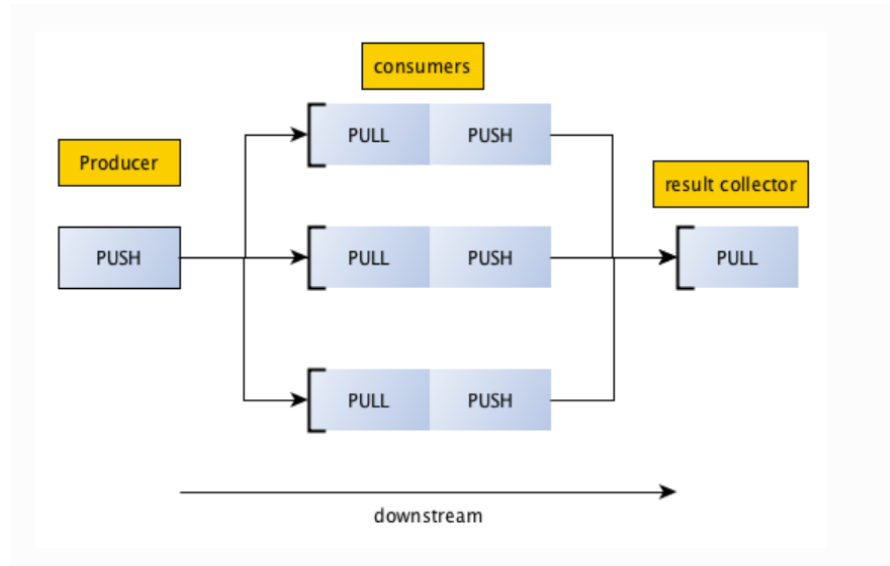 consumers
PULL PUSH
Producer
result collector
PUSH
PULL PUSH
PULL
PULL PUSH
downstream